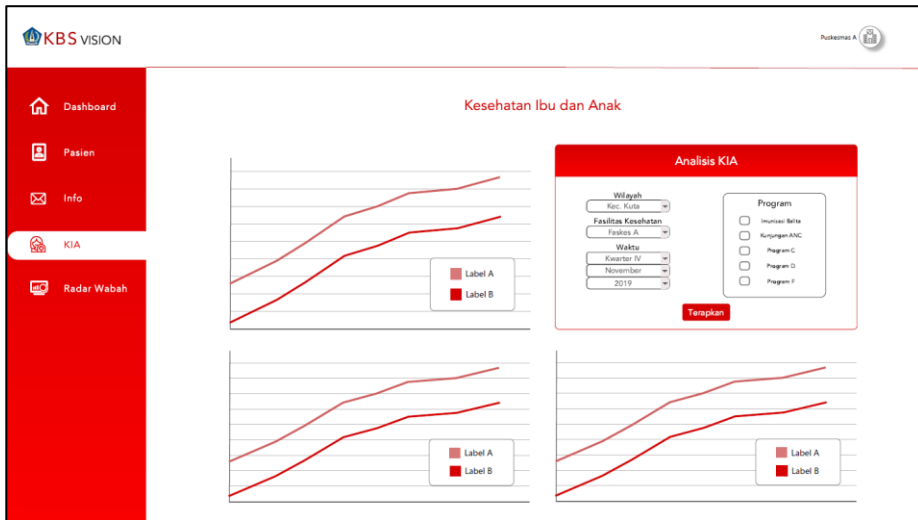 KBS VISION
Puskesmas A
Dashboard
Pasien
Info
KIA
Radar Wabah
Kesehatan Ibu dan Anak
Label A
Label B
Analisis KIA
Wilayah
Kec. Kuta
Fasilitas Kesehatan
Faskes A
Waktu
Kwarter IV
November
2019
Program
Imunisasi Balita
Kunjungan ANC
Program C
Program D
Program F
Terapkan
Label A
Label B
Label A
Label B